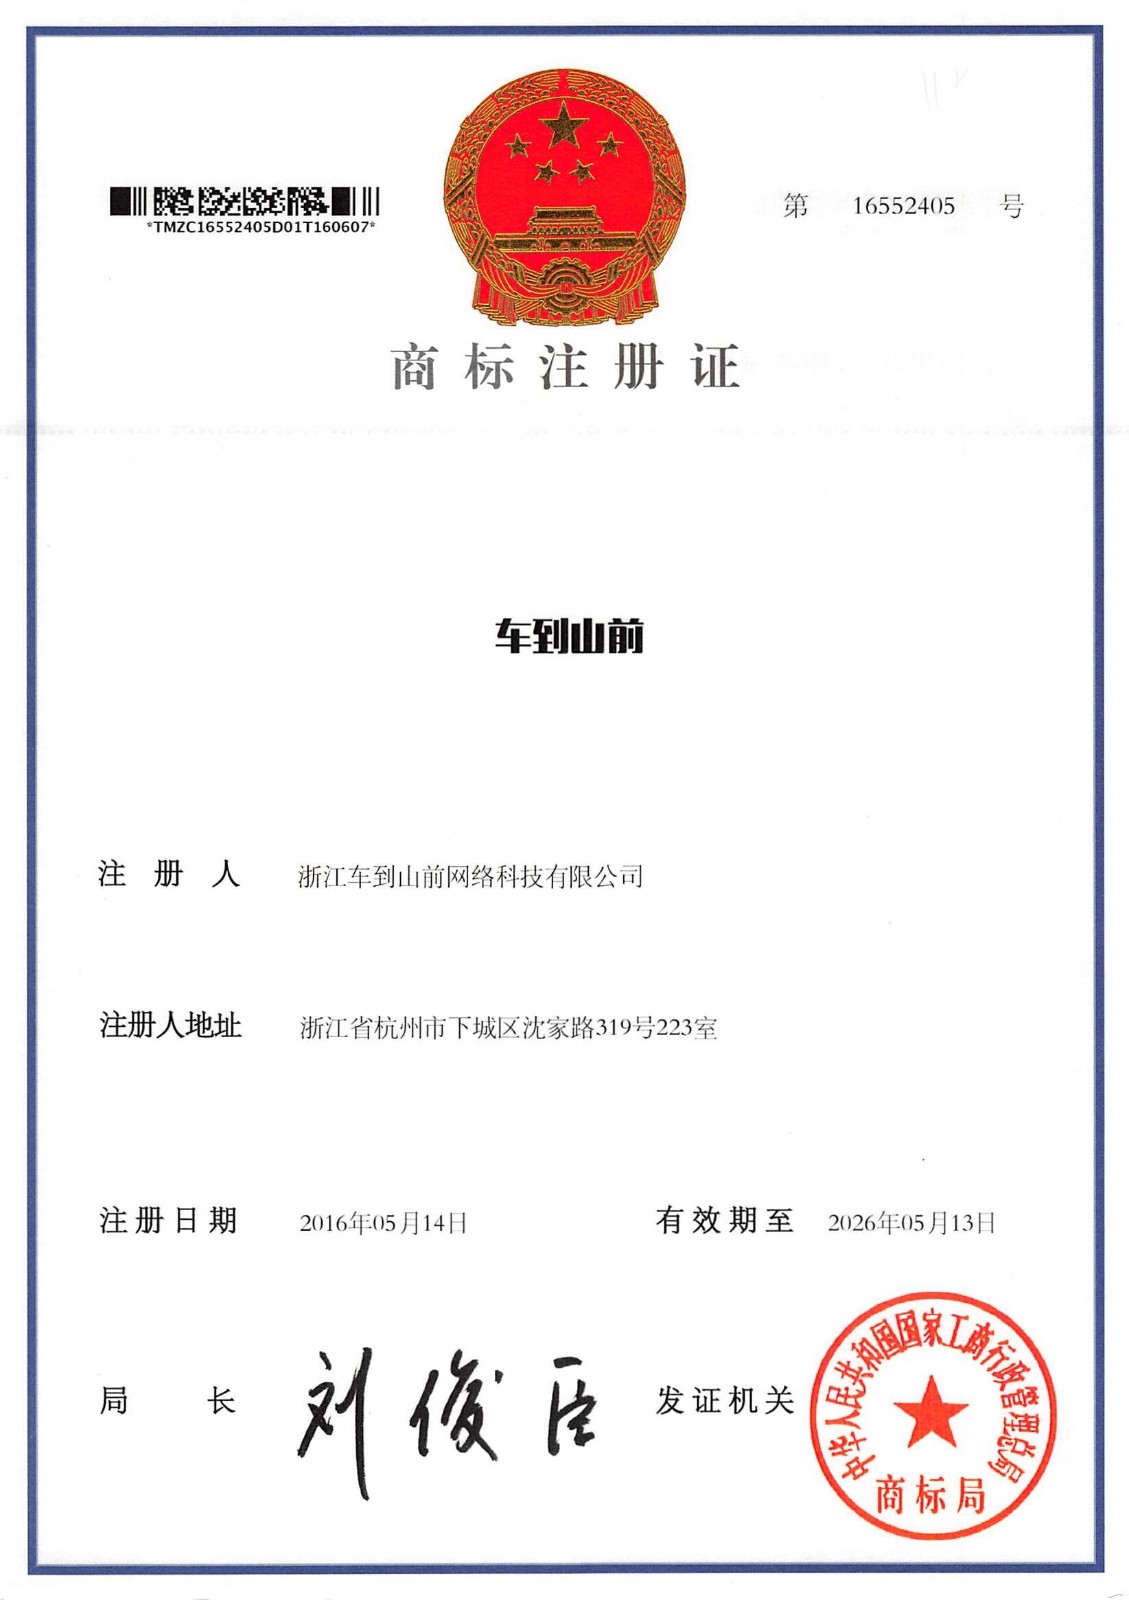 *TMZC16552405D01T160607*
第 16552405 号
商标注册证
车到山前
注册人 浙江车到山前网络科技有限公司
注册人地址 浙江省杭州市下城区沈家路319号223室
注册日期 2016年05月14日 有效期至 2026年05月13日
局长 刘俊臣 发证机关
中华人民共和国国家工商行政管理总局
商标局